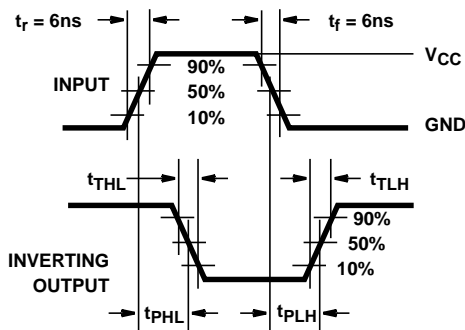 tr = 6ns
tf = 6ns
VCC
90%
INPUT
50%
10%
GND
tTHL
tTLH
90%
50%
INVERTING
OUTPUT
10%
tPHL
tPLH